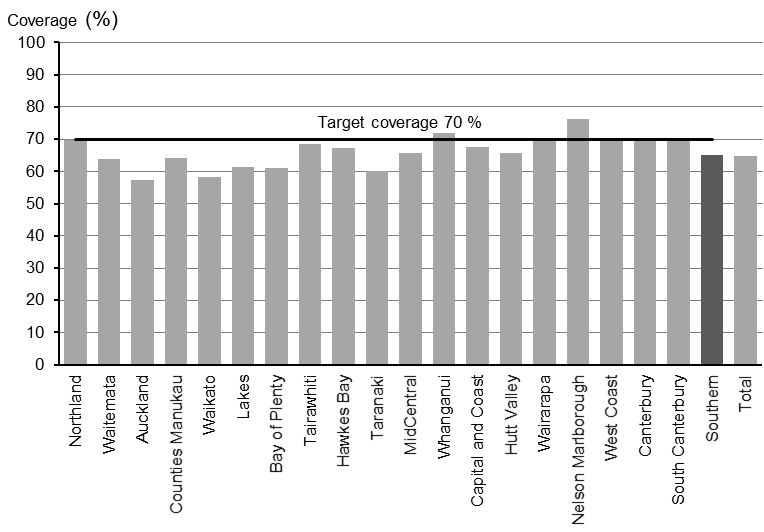 Coverage (%)
100
90
80
70
60
50
40
30
20
10
0
Target coverage 70 %
Northland
Waitemata
Auckland
Counties Manukau
Waikato
Lakes
Bay of Plenty
Tairawhiti
Hawkes Bay
Taranaki
MidCentral
Whanganui
Capital and Coast
Hutt Valley
Wairarapa
Nelson Marlborough
West Coast
Canterbury
South Canterbury
Southern
Total